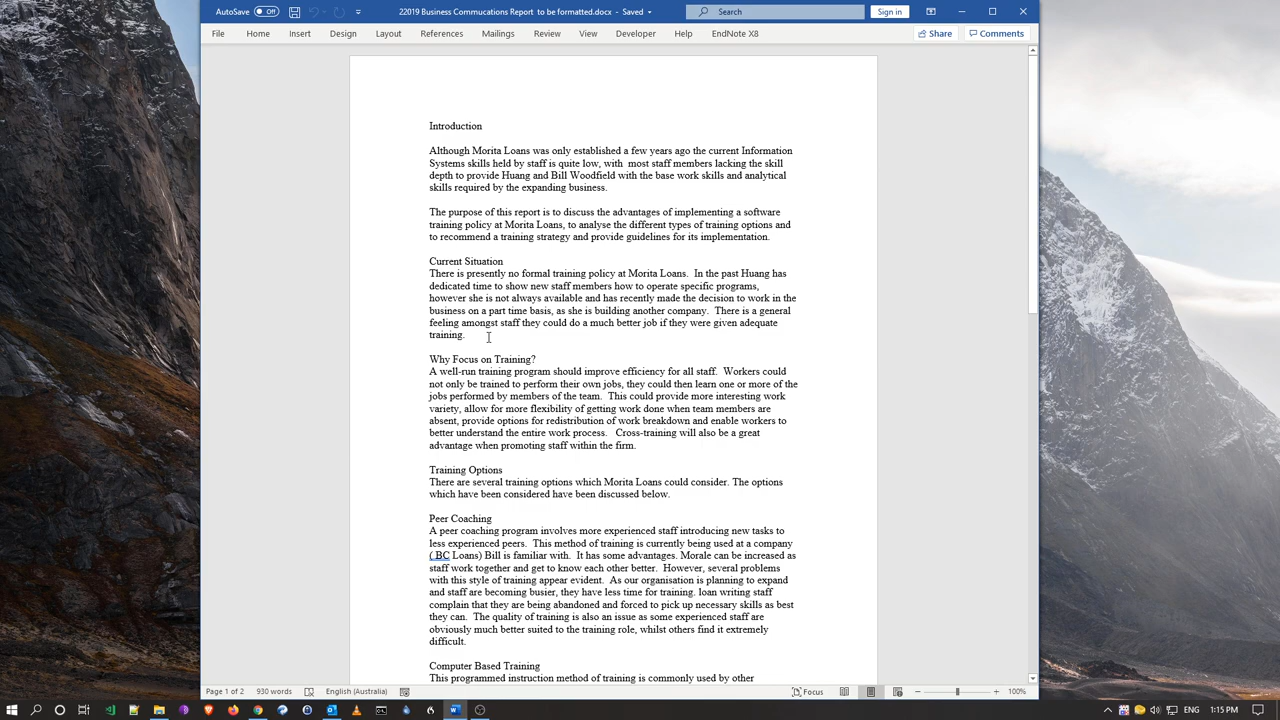 AutoSave Off 22019 Business Commucations Report to be formatted.docx - Saved Search Sign in
File Home Insert Design Layout References Mailings Review View Developer Help EndNote X8 Share Comments
Introduction
Although Morita Loans was only established a few years ago the current Information
Systems skills held by staff is quite low, with  most staff members lacking the skill
depth to provide Huang and Bill Woodfield with the base work skills and analytical
skills required by the expanding business.
The purpose of this report is to discuss the advantages of implementing a software
training policy at Morita Loans, to analyse the different types of training options and
to recommend a training strategy and provide guidelines for its implementation.
Current Situation
There is presently no formal training policy at Morita Loans.  In the past Huang has
dedicated time to show new staff members how to operate specific programs,
however she is not always available and has recently made the decision to work in the
business on a part time basis, as she is building another company.  There is a general
feeling amongst staff they could do a much better job if they were given adequate
training.
Why Focus on Training?
A well-run training program should improve efficiency for all staff.  Workers could
not only be trained to perform their own jobs, they could then learn one or more of the
jobs performed by members of the team.  This could provide more interesting work
variety, allow for more flexibility of getting work done when team members are
absent, provide options for redistribution of work breakdown and enable workers to
better understand the entire work process.   Cross-training will also be a great
advantage when promoting staff within the firm.
Training Options
There are several training options which Morita Loans could consider. The options
which have been considered have been discussed below.
Peer Coaching
A peer coaching program involves more experienced staff introducing new tasks to
less experienced peers.  This method of training is currently being used at a company
( BC Loans) Bill is familiar with.  It has some advantages. Morale can be increased as
staff work together and get to know each other better.  However, several problems
with this style of training appear evident.  As our organisation is planning to expand
and staff are becoming busier, they have less time for training. loan writing staff
complain that they are being abandoned and forced to pick up necessary skills as best
they can.  The quality of training is also an issue as some experienced staff are
obviously much better suited to the training role, whilst others find it extremely
difficult.
Computer Based Training
This programmed instruction method of training is commonly used by other
Page 1 of 2 930 words English (Australia) Focus 100%
1:15 PM